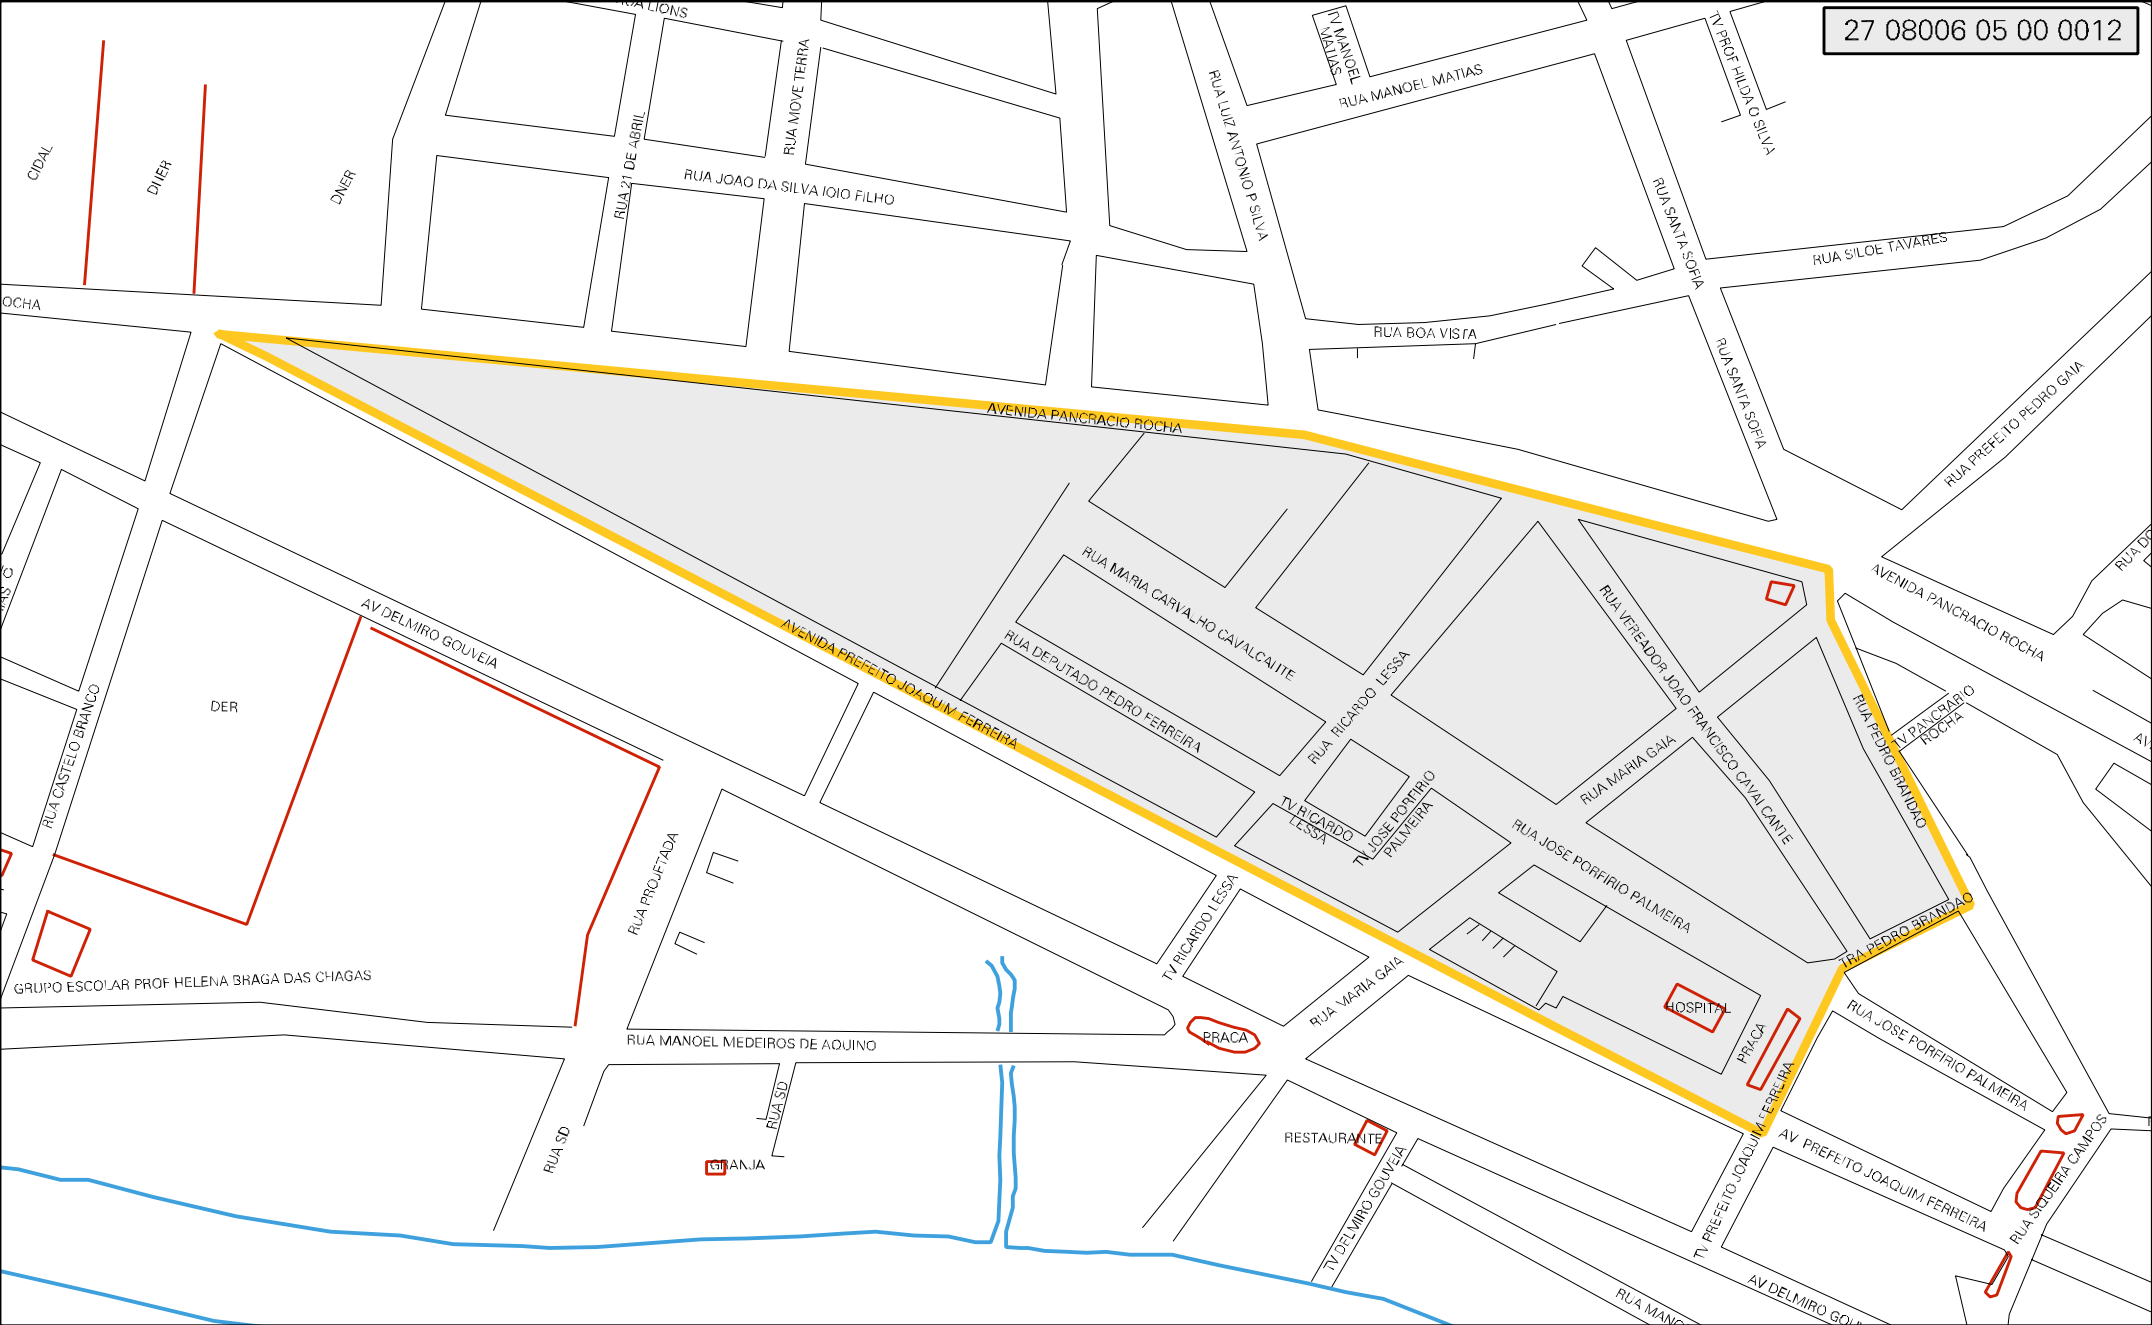 27 08006 05 00 0012
RUA MOVE TERRA
TV MANOEL
MATIAS
RUA MANOEL MATIAS
TV PROF HILDA O SILVA
RUA LUIZ ANTONIO P SILVA
RUA 21 DE ABRIL
RUA JOAO DA SILVA IOIO FILHO
CIDAL
DHER
DNER
RUA SANTA SOFIA
RUA SILOE TAVARES
OCHA
RUA BOA VISTA
RUA SANTA SOFIA
RUA PREFEITO PEDRO GAIA
AVENIDA PANCRACIO ROCHA
RUA DO
AVENIDA PANCRACIO ROCHA
RUA MARIA CARVALHO CAVALCANTE
RUA DEPUTADO PEDRO FERREIRA
RUA VEREADOR JOAO FRANCISCO CAVALCANTE
AV DELMIRO GOUVEIA
AVENIDA PREFEITO JOAQUIM FERREIRA
RUA RICARDO LESSA
RUA PEDRO BRANDAO
TV PANCRARIO
ROCHA
AV
DER
RUA CASTELO BRANCO
RUA MARIA GAIA
TV RICARDO
LESSA
TV JOSE PORFIRIO
PALMEIRA
RUA JOSE PORFIRIO PALMEIRA
RUA PROJETADA
TV RICARDO LESSA
TRA PEDRO BRANDAO
RUA MARIA GAIA
GRUPO ESCOLAR PROF HELENA BRAGA DAS CHAGAS
HOSPITAL
PRACA
PRACA
RUA MANOEL MEDEIROS DE AQUINO
RUA JOSE PORFIRIO PALMEIRA
RUA SD
RUA SD
GRANJA
RESTAURANTE
TV DELMIRO GOUVEIA
TV PREFEITO JOAQUIM FERREIRA
AV PREFEITO JOAQUIM FERREIRA
RUA SIQUEIRA CAMPOS
AV DELMIRO GOU
RUA MANO